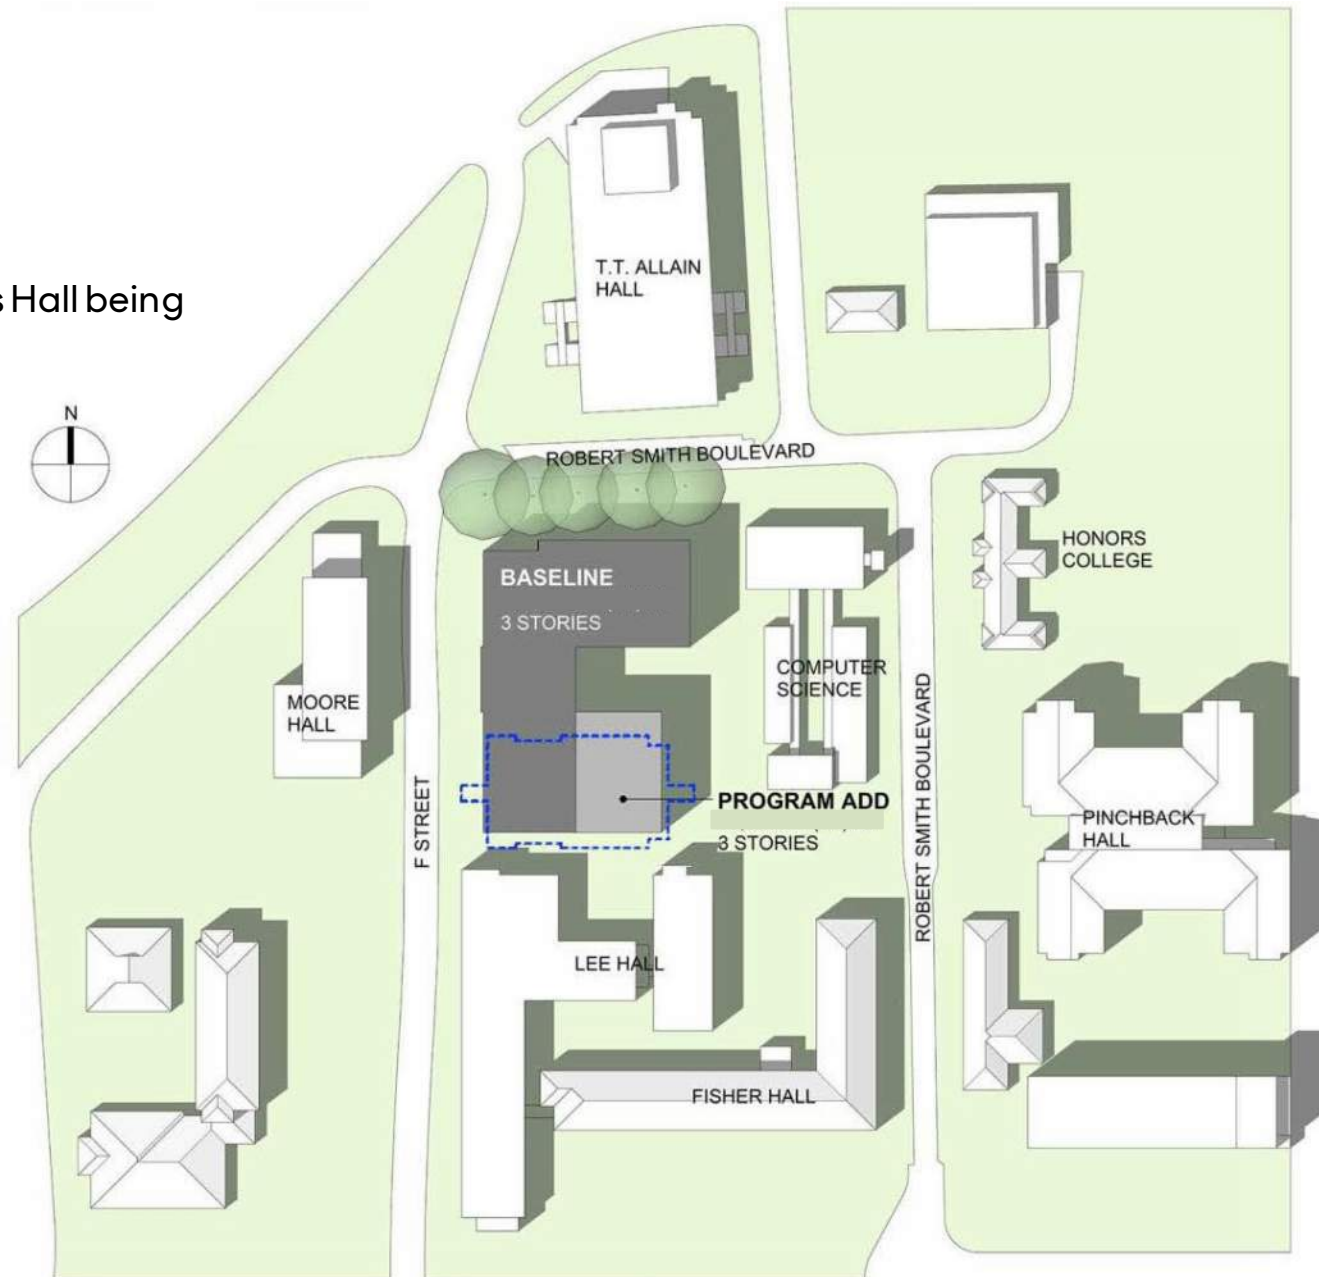 T.T. ALLAIN
HALL
s Hall being
N
ROBERT SMITH BOULEVARD
HONORS
COLLEGE
BASELINE
3 STORIES
COMPUTER
SCIENCE
MOORE
HALL
F STREET
PROGRAM ADD
3 STORIES
ROBERT SMITH BOULEVARD
PINCHBACK
HALL
LEE HALL
FISHER HALL